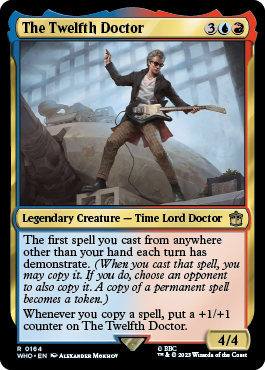 The Twelfth Doctor 3
Legendary Creature — Time Lord Doctor
The first spell you cast from anywhere
other than your hand each turn has
demonstrate. (When you cast that spell, you
may copy it. If you do, choose an opponent
to also copy it. A copy of a permanent spell
becomes a token.)
Whenever you copy a spell, put a +1/+1
counter on The Twelfth Doctor.
4/4
R 0164
WHO • EN Alexander Mokhov
© BBC
™ & © 2023 Wizards of the Coast